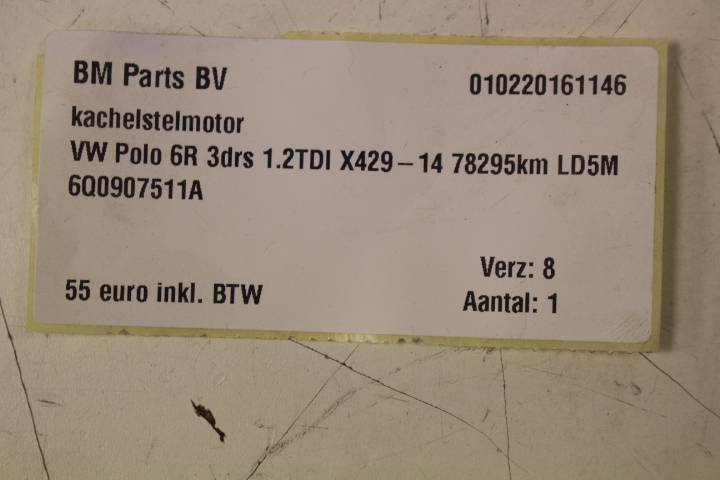 BM Parts BV 010220161146
kachelstelmotor
VW Polo 6R 3drs 1.2TDI X429-14 78295km LD5M
6Q0907511A
Verz: 8
55 euro inkl. BTW Aantal: 1